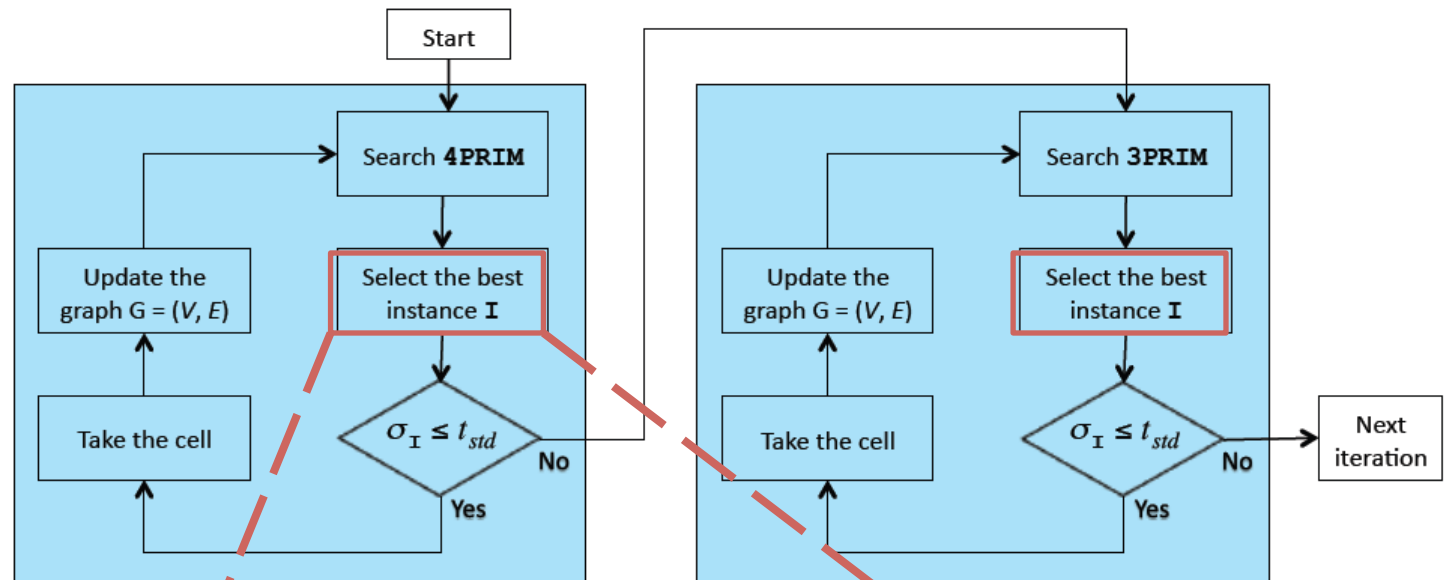 Start
Search 4PRIM
Select the best
instance I
σI ≤ tstd
No
Yes
Take the cell
Update the
graph G = (V, E)
Search 3PRIM
Select the best
instance I
σI ≤ tstd
No
Yes
Take the cell
Update the
graph G = (V, E)
Next
iteration